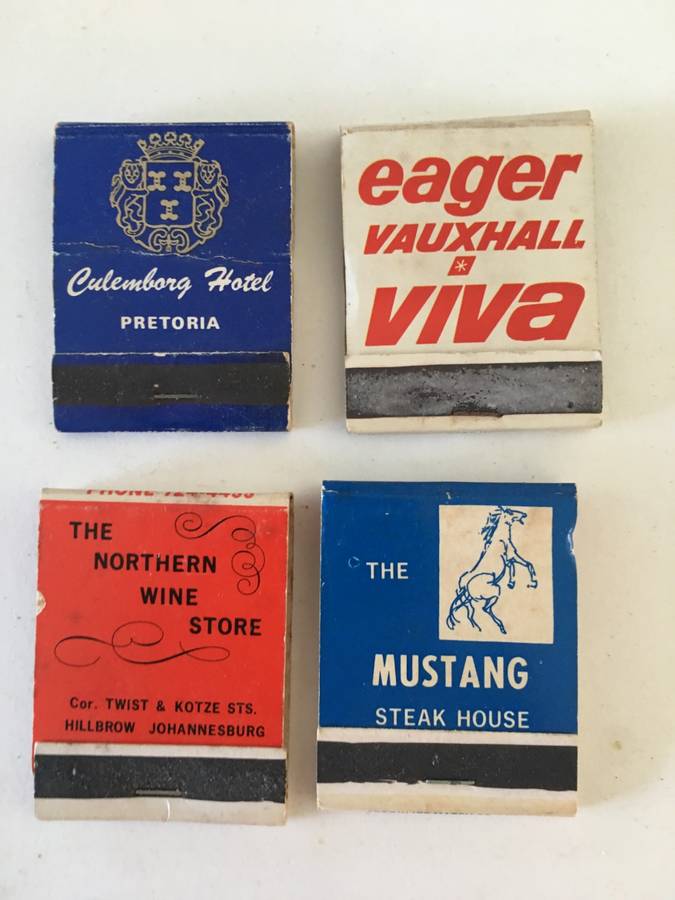 Culemborg Hotel
PRETORIA
eager
VAUXHALL
viva
THE
NORTHERN
WINE
STORE
Cor. TWIST & KOTZE STS.
HILLBROW JOHANNESBURG
THE
MUSTANG
STEAK HOUSE